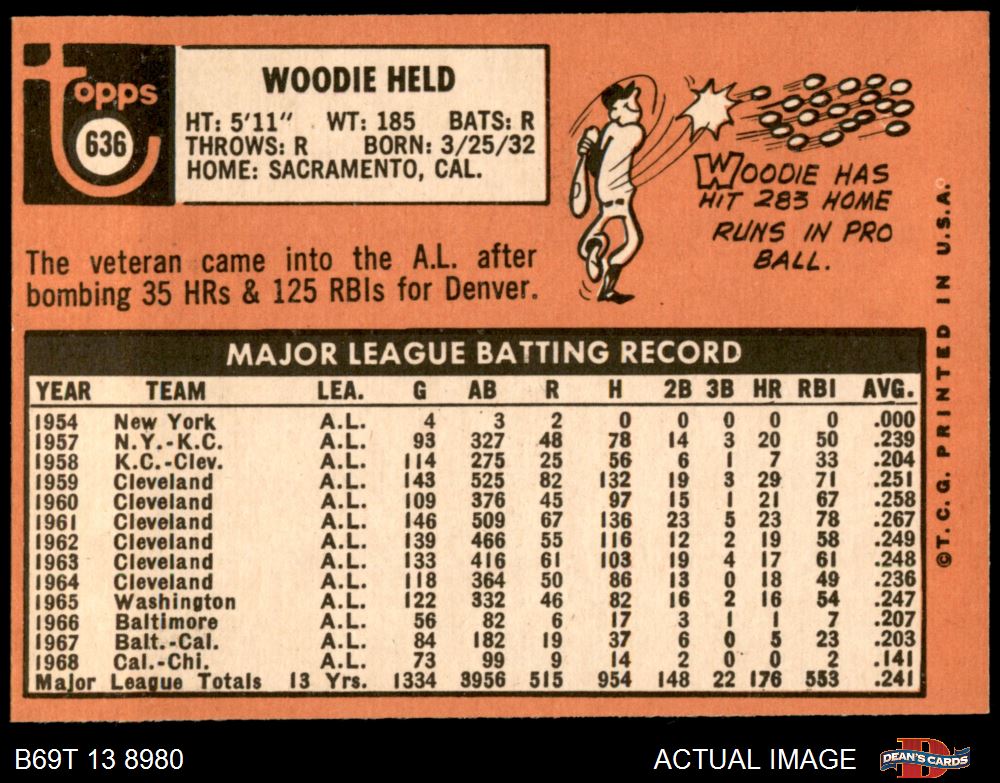 topps
636
WOODIE HELD
HT: 5'11" WT: 185 BATS: R
THROWS: R BORN: 3/25/32
HOME: SACRAMENTO, CAL.
The veteran came into the A.L. after
bombing 35 HRs & 125 RBIs for Denver.
WOODIE HAS
HIT 283 HOME
RUNS IN PRO
BALL.
MAJOR LEAGUE BATTING RECORD
YEAR TEAM LEA. G AB R H 2B 3B HR RBI AVG.
1954 New York A.L. 4 3 2 0 0 0 0 0 .000
1957 N.Y.-K.C. A.L. 93 327 48 78 14 3 20 50 .239
1958 K.C.-Clev. A.L. 114 275 25 56 6 1 7 33 .204
1959 Cleveland A.L. 143 525 82 132 19 3 29 71 .251
1960 Cleveland A.L. 109 376 45 97 15 1 21 67 .258
1961 Cleveland A.L. 146 509 67 136 23 5 23 78 .267
1962 Cleveland A.L. 139 466 55 116 12 2 19 58 .249
1963 Cleveland A.L. 133 416 61 103 19 4 17 61 .248
1964 Cleveland A.L. 118 364 50 86 13 0 18 49 .236
1965 Washington A.L. 122 332 46 82 16 2 16 54 .247
1966 Baltimore A.L. 56 82 6 17 3 1 1 7 .207
1967 Balt.-Cal. A.L. 84 182 19 37 6 0 5 23 .203
1968 Cal.-Chi. A.L. 73 99 9 14 2 0 0 2 .141
Major League Totals 13 Yrs. 1334 3956 515 954 148 22 176 553 .241
©T. C. G. PRINTED IN U.S.A.
B69T 13 8980
ACTUAL IMAGE
D
DEAN'S CARDS